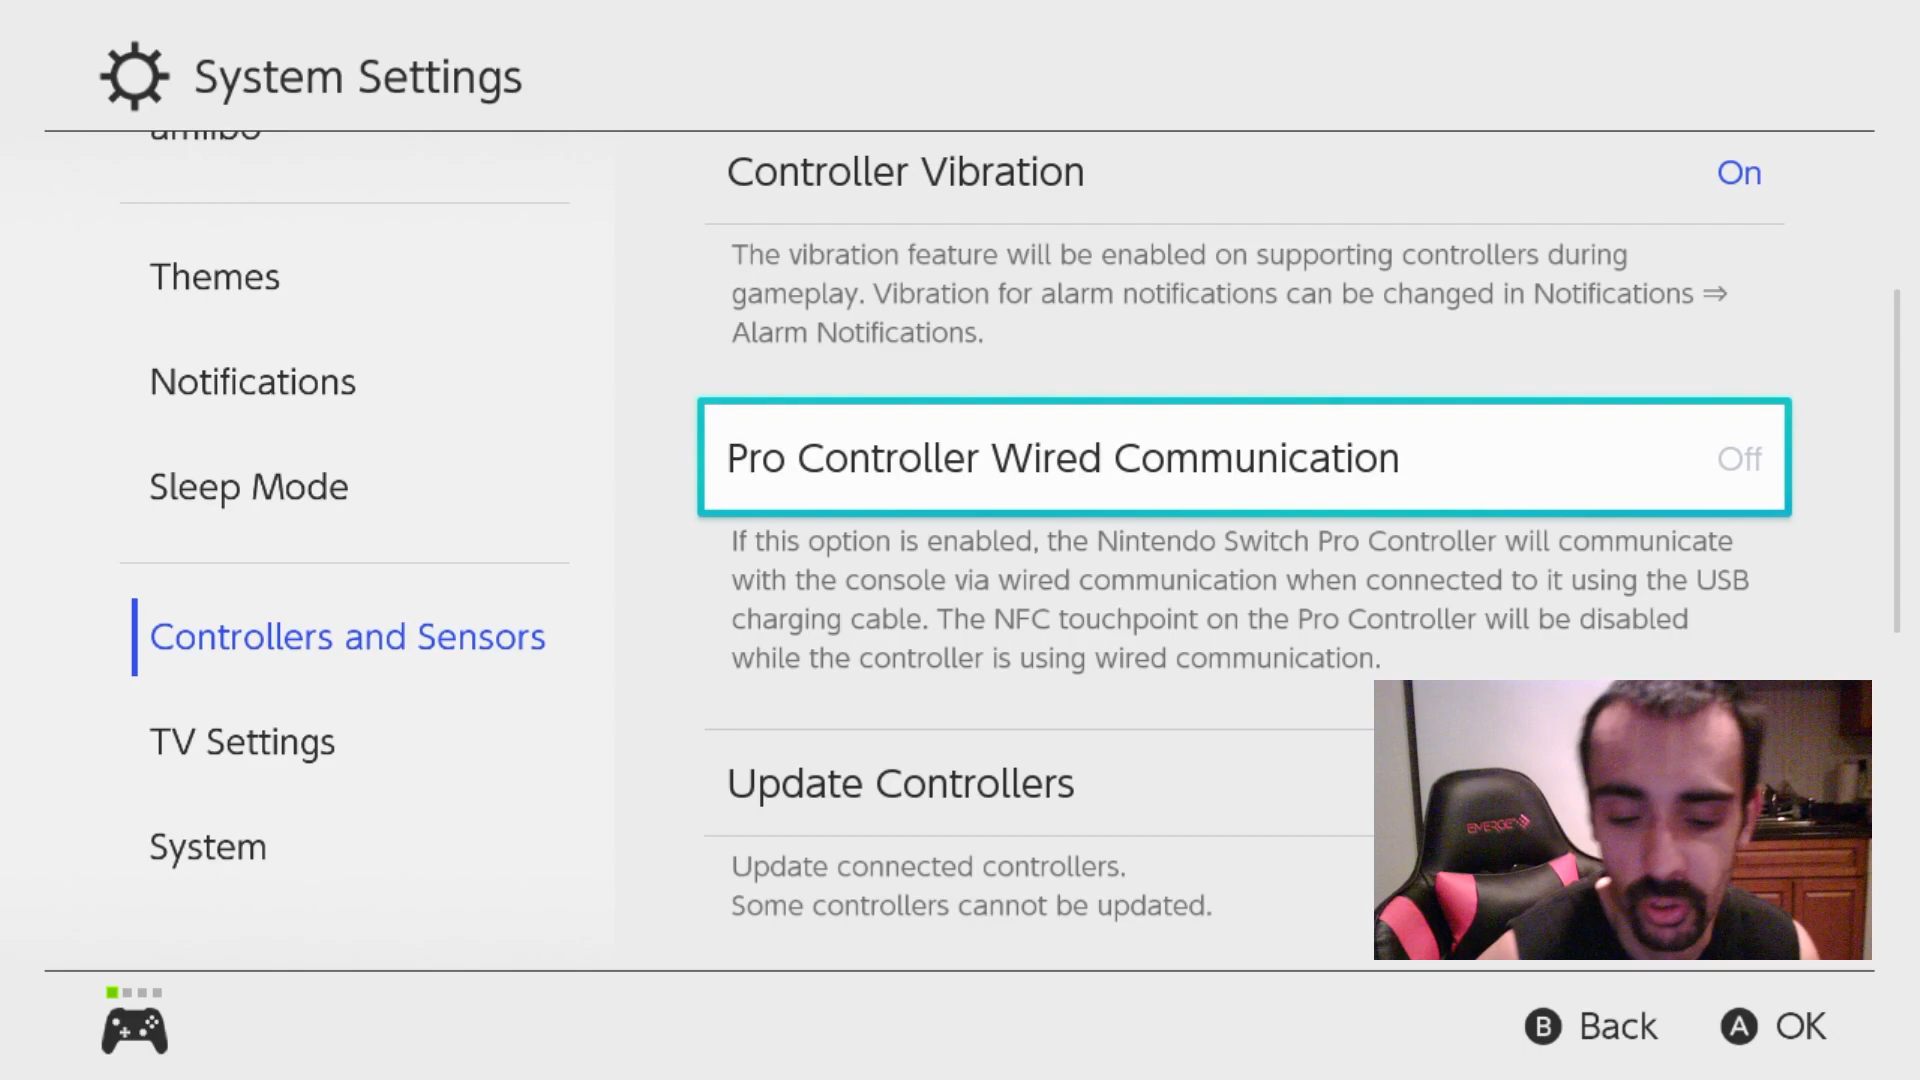 System Settings
amiibo
Themes
Notifications
Sleep Mode
Controllers and Sensors
TV Settings
System
Controller Vibration On
The vibration feature will be enabled on supporting controllers during
gameplay. Vibration for alarm notifications can be changed in Notifications ⇒
Alarm Notifications.
Pro Controller Wired Communication Off
If this option is enabled, the Nintendo Switch Pro Controller will communicate
with the console via wired communication when connected to it using the USB
charging cable. The NFC touchpoint on the Pro Controller will be disabled
while the controller is using wired communication.
Update Controllers
Update connected controllers.
Some controllers cannot be updated.
B Back A OK